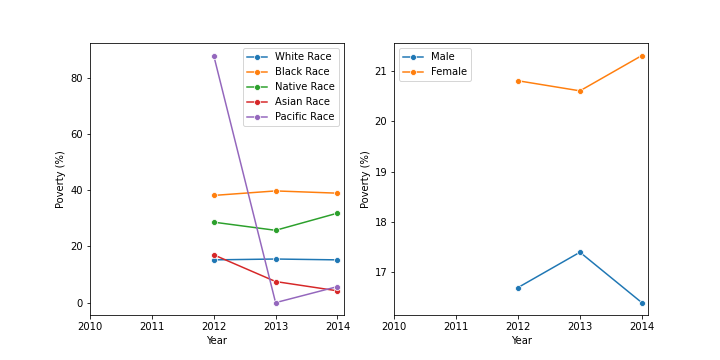 White Race
Black Race
Native Race
Asian Race
Pacific Race
80
60
40
20
0
Poverty (%)
2010 2011 2012 2013 2014
Year
Male
Female
21
20
19
18
17
Poverty (%)
2010 2011 2012 2013 2014
Year